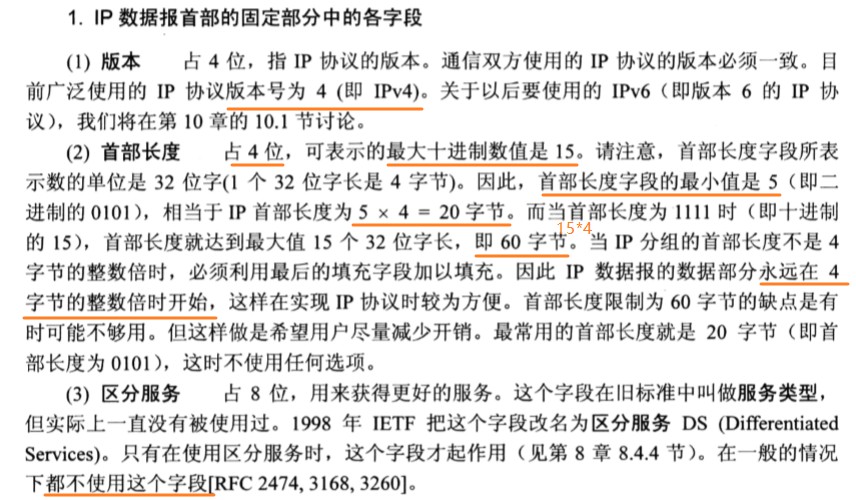 1. IP 数据报首部的固定部分中的各字段
(1) 版本 占 4 位，指 IP 协议的版本。通信双方使用的 IP 协议的版本必须一致。目
前广泛使用的 IP 协议版本号为 4 (即 IPv4)。关于以后要使用的 IPv6（即版本 6 的 IP 协
议），我们将在第 10 章的 10.1 节讨论。
(2) 首部长度 占 4 位，可表示的最大十进制数值是 15。请注意，首部长度字段所表
示数的单位是 32 位字(1 个 32 位字长是 4 字节)。因此，首部长度字段的最小值是 5（即二
进制的 0101），相当于 IP 首部长度为 5 × 4 = 20 字节。而当首部长度为 1111 时（即十进制
15*4
的 15），首部长度就达到最大值 15 个 32 位字长，即 60 字节。当 IP 分组的首部长度不是 4
字节的整数倍时，必须利用最后的填充字段加以填充。因此 IP 数据报的数据部分永远在 4
字节的整数倍时开始，这样在实现 IP 协议时较为方便。首部长度限制为 60 字节的缺点是有
时可能不够用。但这样做是希望用户尽量减少开销。最常用的首部长度就是 20 字节（即首
部长度为 0101），这时不使用任何选项。
(3) 区分服务 占 8 位，用来获得更好的服务。这个字段在旧标准中叫做服务类型，
但实际上一直没有被使用过。1998 年 IETF 把这个字段改名为区分服务 DS (Differentiated
Services)。只有在使用区分服务时，这个字段才起作用（见第 8 章 8.4.4 节）。在一般的情况
下都不使用这个字段[RFC 2474, 3168, 3260]。